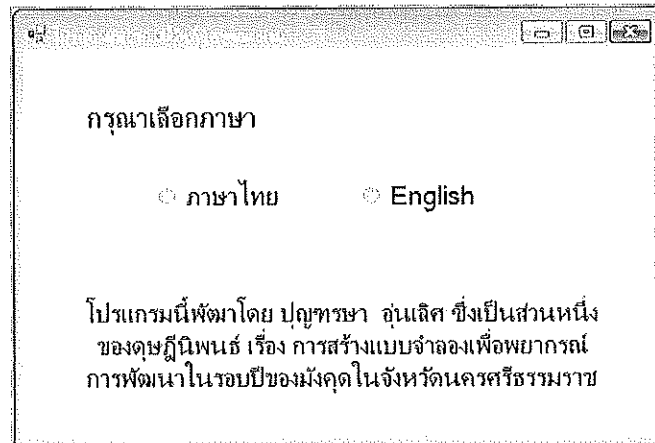 กรุณาเลือกภาษา
ภาษาไทย English
โปรแกรมนี้พัฒาโดย ปุญฑรษา อุ่นเลิศ ซึ่งเป็นส่วนหนึ่ง
ของดุษฎีนิพนธ์ เรื่อง การสร้างแบบจำลองเพื่อพยากรณ์
การพัฒนาในรอบปีของมังคุดในจังหวัดนครศรีธรรมราช